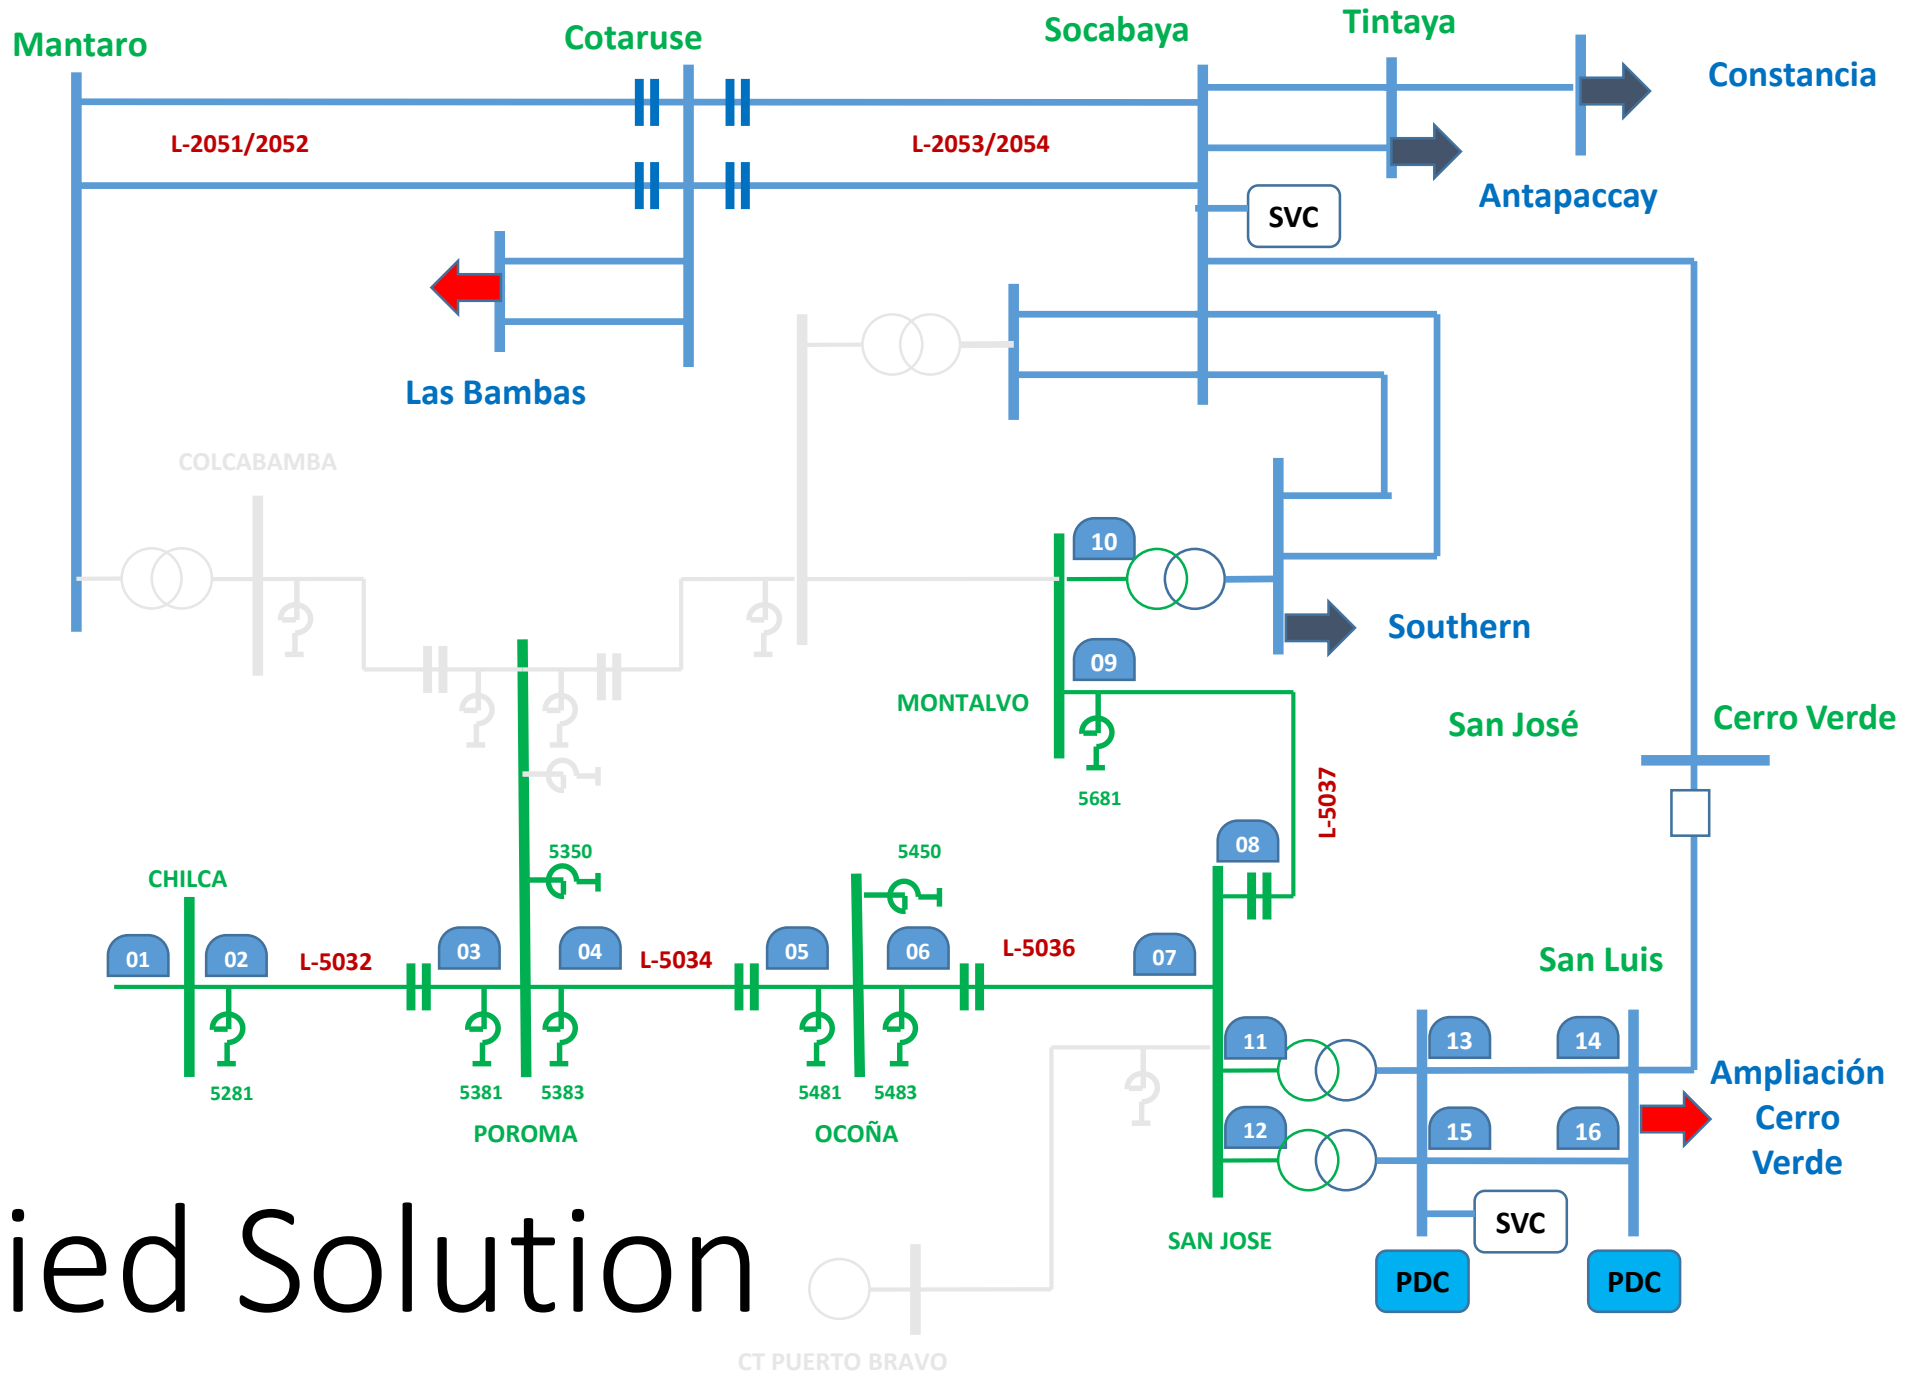 Mantaro
Cotaruse
Socabaya
Tintaya
Constancia
L-2051/2052
L-2053/2054
Antapaccay
SVC
Las Bambas
COLCABAMBA
10
Southern
09
MONTALVO
San José
Cerro Verde
5681
L-5037
08
5350
5450
CHILCA
01
02
L-5032
03
04
L-5034
05
06
L-5036
07
San Luis
11
13
14
5281
5381
5383
5481
5483
Ampliación
Cerro
Verde
POROMA
OCOÑA
12
15
16
SVC
SAN JOSE
PDC
PDC
ied Solution
CT PUERTO BRAVO